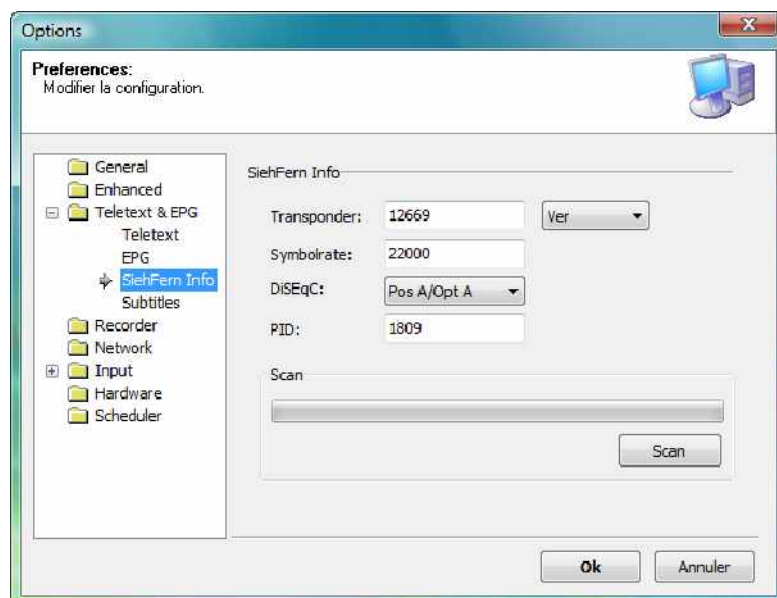 Options
Preferences:
Modifier la configuration.
General
Enhanced
Teletext & EPG
Teletext
EPG
SiehFern Info
Subtitles
Recorder
Network
Input
Hardware
Scheduler
SiehFern Info
Transponder: 12669 Ver
Symbolrate: 22000
DiSEqC: Pos A/Opt A
PID: 1809
Scan
Scan
Ok Annuler